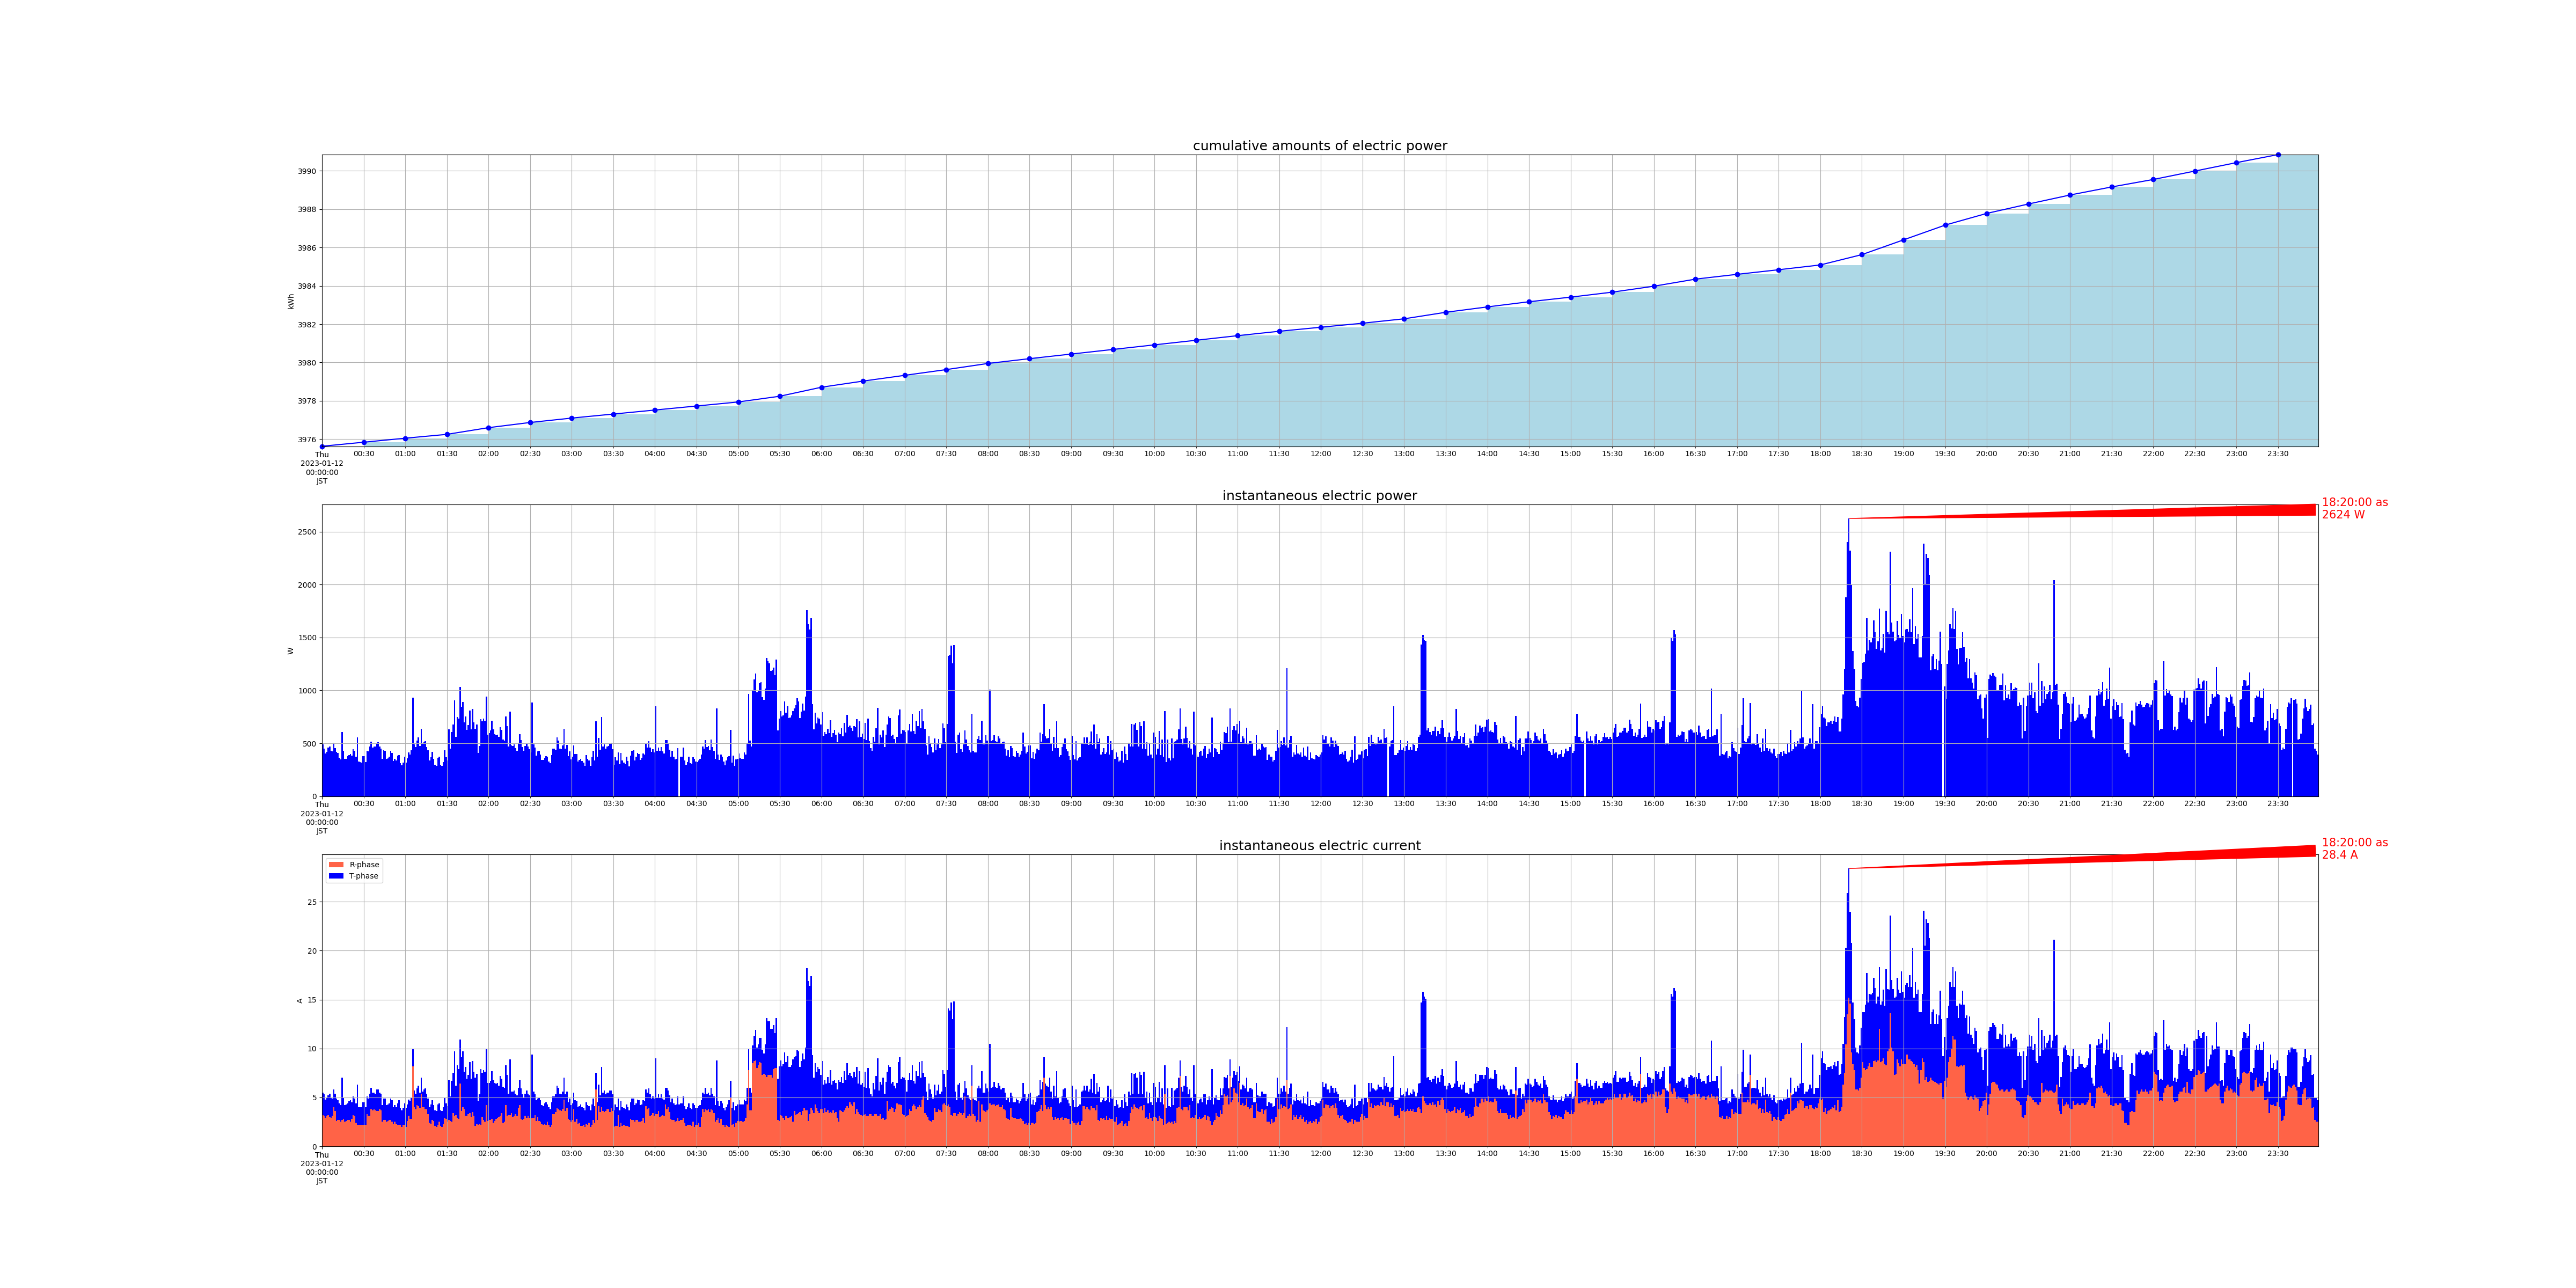 cumulative amounts of electric power
3990
3988
3986
3984
3982
3980
3978
3976
kWh
00:30 01:00 01:30 02:00 02:30 03:00 03:30 04:00 04:30 05:00 05:30 06:00 06:30 07:00 07:30 08:00 08:30 09:00 09:30 10:00 10:30 11:00 11:30 12:00 12:30 13:00 13:30 14:00 14:30 15:00 15:30 16:00 16:30 17:00 17:30 18:00 18:30 19:00 19:30 20:00 20:30 21:00 21:30 22:00 22:30 23:00 23:30
Thu
2023-01-12
00:00:00
JST
instantaneous electric power
18:20:00 as
2624 W
2500
2000
1500
1000
500
0
W
00:30 01:00 01:30 02:00 02:30 03:00 03:30 04:00 04:30 05:00 05:30 06:00 06:30 07:00 07:30 08:00 08:30 09:00 09:30 10:00 10:30 11:00 11:30 12:00 12:30 13:00 13:30 14:00 14:30 15:00 15:30 16:00 16:30 17:00 17:30 18:00 18:30 19:00 19:30 20:00 20:30 21:00 21:30 22:00 22:30 23:00 23:30
Thu
2023-01-12
00:00:00
JST
instantaneous electric current
18:20:00 as
28.4 A
R-phase
T-phase
25
20
15
10
5
0
A
00:30 01:00 01:30 02:00 02:30 03:00 03:30 04:00 04:30 05:00 05:30 06:00 06:30 07:00 07:30 08:00 08:30 09:00 09:30 10:00 10:30 11:00 11:30 12:00 12:30 13:00 13:30 14:00 14:30 15:00 15:30 16:00 16:30 17:00 17:30 18:00 18:30 19:00 19:30 20:00 20:30 21:00 21:30 22:00 22:30 23:00 23:30
Thu
2023-01-12
00:00:00
JST